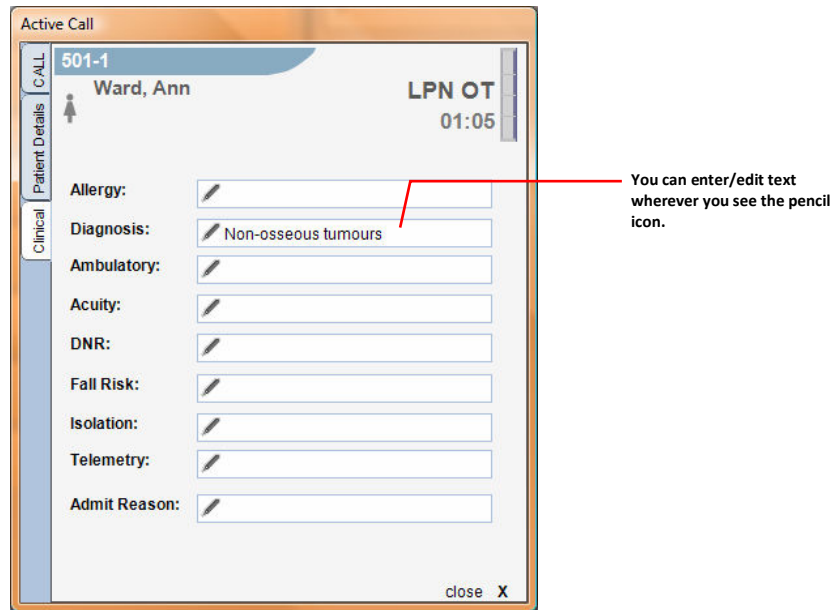 Active Call
CALL
Patient Details
Clinical
501-1
Ward, Ann
LPN OT
01:05
Allergy:
Diagnosis: Non-osseous tumours
Ambulatory:
Acuity:
DNR:
Fall Risk:
Isolation:
Telemetry:
Admit Reason:
close X
You can enter/edit text
wherever you see the pencil
icon.